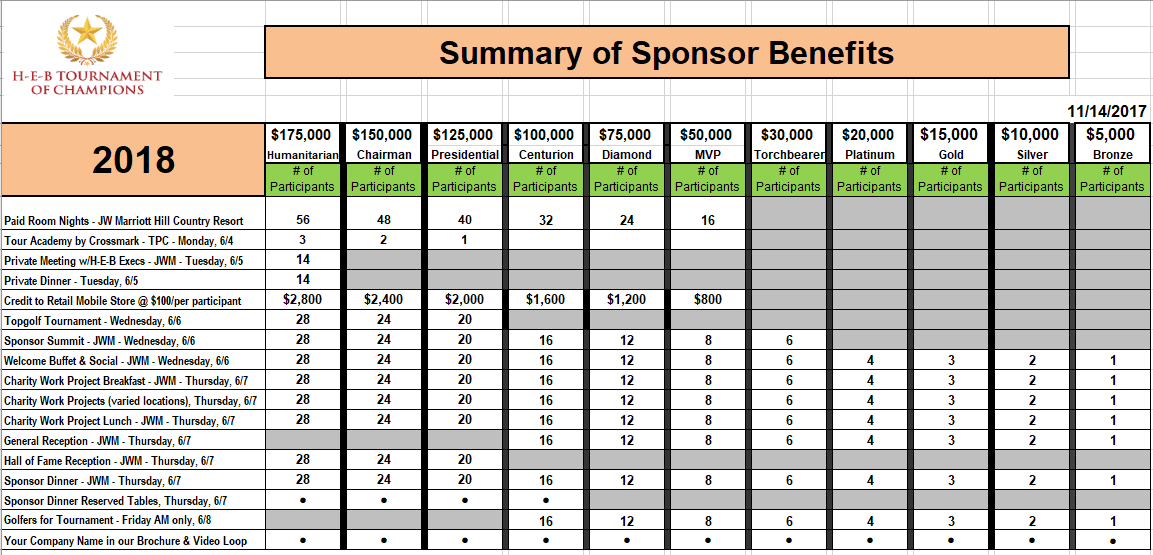 H-E-B TOURNAMENT
OF CHAMPIONS
Summary of Sponsor Benefits
11/14/2017
2018
$175,000 $150,000 $125,000 $100,000 $75,000 $50,000 $30,000 $20,000 $15,000 $10,000 $5,000
Humanitarian Chairman Presidential Centurion Diamond MVP Torchbearer Platinum Gold Silver Bronze
# of # of # of # of # of # of # of # of # of # of # of
Participants Participants Participants Participants Participants Participants Participants Participants Participants Participants Participants
Paid Room Nights - JW Marriott Hill Country Resort 56 48 40 32 24 16
Tour Academy by Crossmark - TPC - Monday, 6/4 3 2 1
Private Meeting w/H-E-B Execs - JWM - Tuesday, 6/5 14
Private Dinner - Tuesday, 6/5 14
Credit to Retail Mobile Store @ $100/per participant $2,800 $2,400 $2,000 $1,600 $1,200 $800
Topgolf Tournament - Wednesday, 6/6 28 24 20
Sponsor Summit - JWM - Wednesday, 6/6 28 24 20 16 12 8 6
Welcome Buffet & Social - JWM - Wednesday, 6/6 28 24 20 16 12 8 6 4 3 2 1
Charity Work Project Breakfast - JWM - Thursday, 6/7 28 24 20 16 12 8 6 4 3 2 1
Charity Work Projects (varied locations), Thursday, 6/7 28 24 20 16 12 8 6 4 3 2 1
Charity Work Project Lunch - JWM - Thursday, 6/7 28 24 20 16 12 8 6 4 3 2 1
General Reception - JWM - Thursday, 6/7 16 12 8 6 4 3 2 1
Hall of Fame Reception - JWM - Thursday, 6/7 28 24 20
Sponsor Dinner - JWM - Thursday, 6/7 28 24 20 16 12 8 6 4 3 2 1
Sponsor Dinner Reserved Tables, Thursday, 6/7 • • • •
Golfers for Tournament - Friday AM only, 6/8 16 12 8 6 4 3 2 1
Your Company Name in our Brochure & Video Loop • • • • • • • • • • •